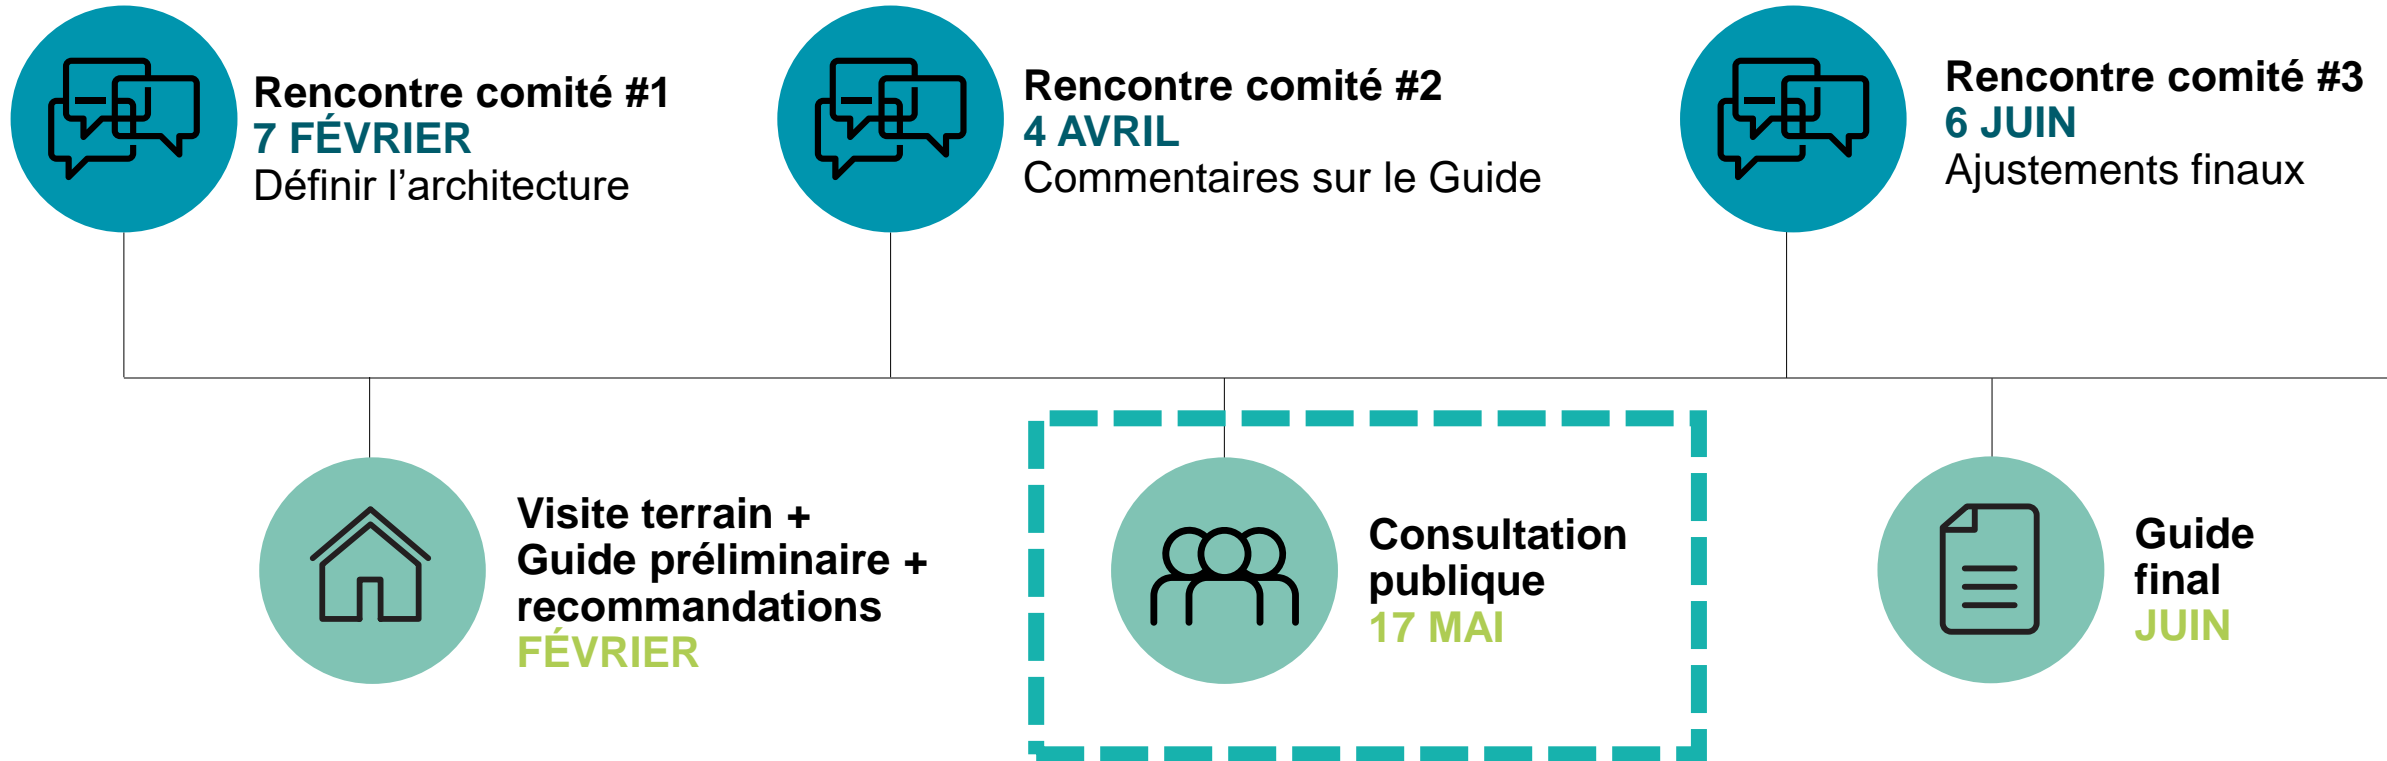 Rencontre comité #1
7 FÉVRIER
Définir l’architecture
Rencontre comité #2
4 AVRIL
Commentaires sur le Guide
Rencontre comité #3
6 JUIN
Ajustements finaux
Visite terrain +
Guide préliminaire +
recommandations
FÉVRIER
Consultation
publique
17 MAI
Guide
final
JUIN